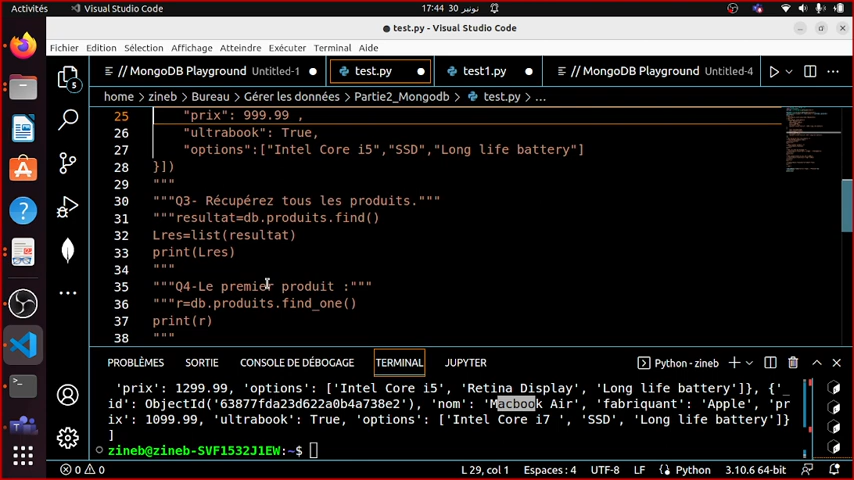 Activités
Visual Studio Code
17:44 30 نونبر
test.py - Visual Studio Code
Fichier Edition Sélection Affichage Atteindre Exécuter Terminal Aide
// MongoDB Playground Untitled-1
test.py
test1.py
// MongoDB Playground Untitled-4
home > zineb > Bureau > Gérer les données > Partie2_Mongodb > test.py > ...
25 "prix": 999.99 ,
26 "ultrabook": True,
27 "options":["Intel Core i5","SSD","Long life battery"]
28 }])
29 """
30 """Q3- Récupérez tous les produits."""
31 """resultat=db.produits.find()
32 Lres=list(resultat)
33 print(Lres)
34 """
35 """Q4-Le premier produit :"""
36 """r=db.produits.find_one()
37 print(r)
38 """
5
PROBLÈMES SORTIE CONSOLE DE DÉBOGAGE TERMINAL JUPYTER
Python - zineb
'prix': 1299.99, 'options': ['Intel Core i5', 'Retina Display', 'Long life battery']}, {'_
id': ObjectId('63877fda23d622a0b4a738e2'), 'nom': 'Macbook Air', 'fabriquant': 'Apple', 'pr
ix': 1099.99, 'ultrabook': True, 'options': ['Intel Core i7 ', 'SSD', 'Long life battery']}
]
zineb@zineb-SVF1532J1EW:~$
0 0 L 29, col 1 Espaces : 4 UTF-8 LF Python 3.10.6 64-bit